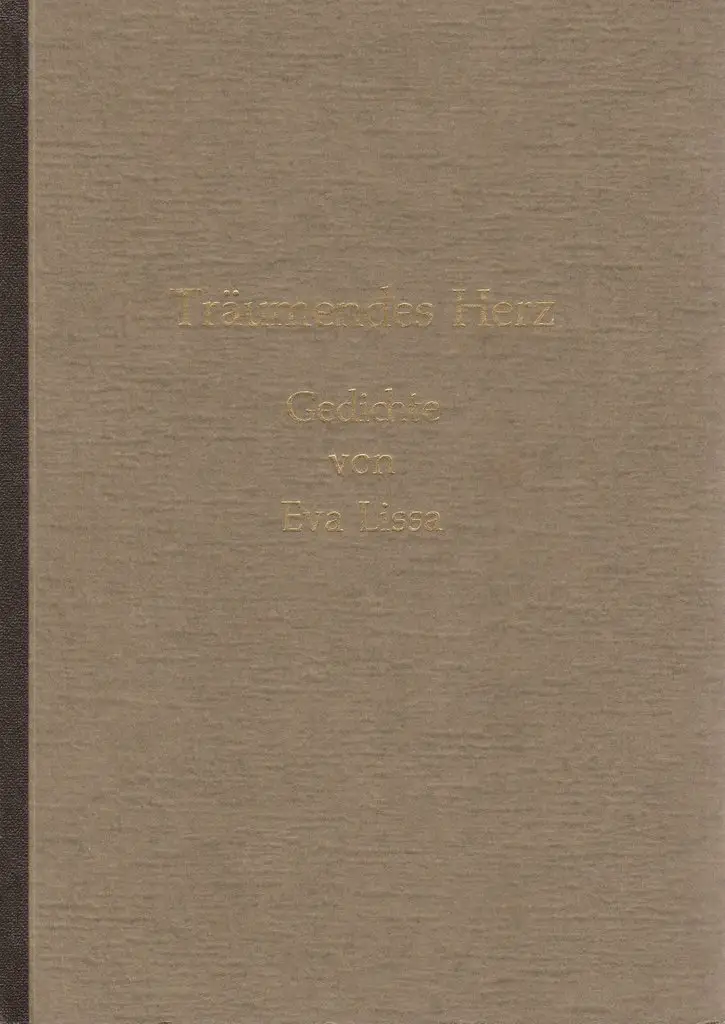 Träumendes Herz
Gedichte
von
Eva Lissa